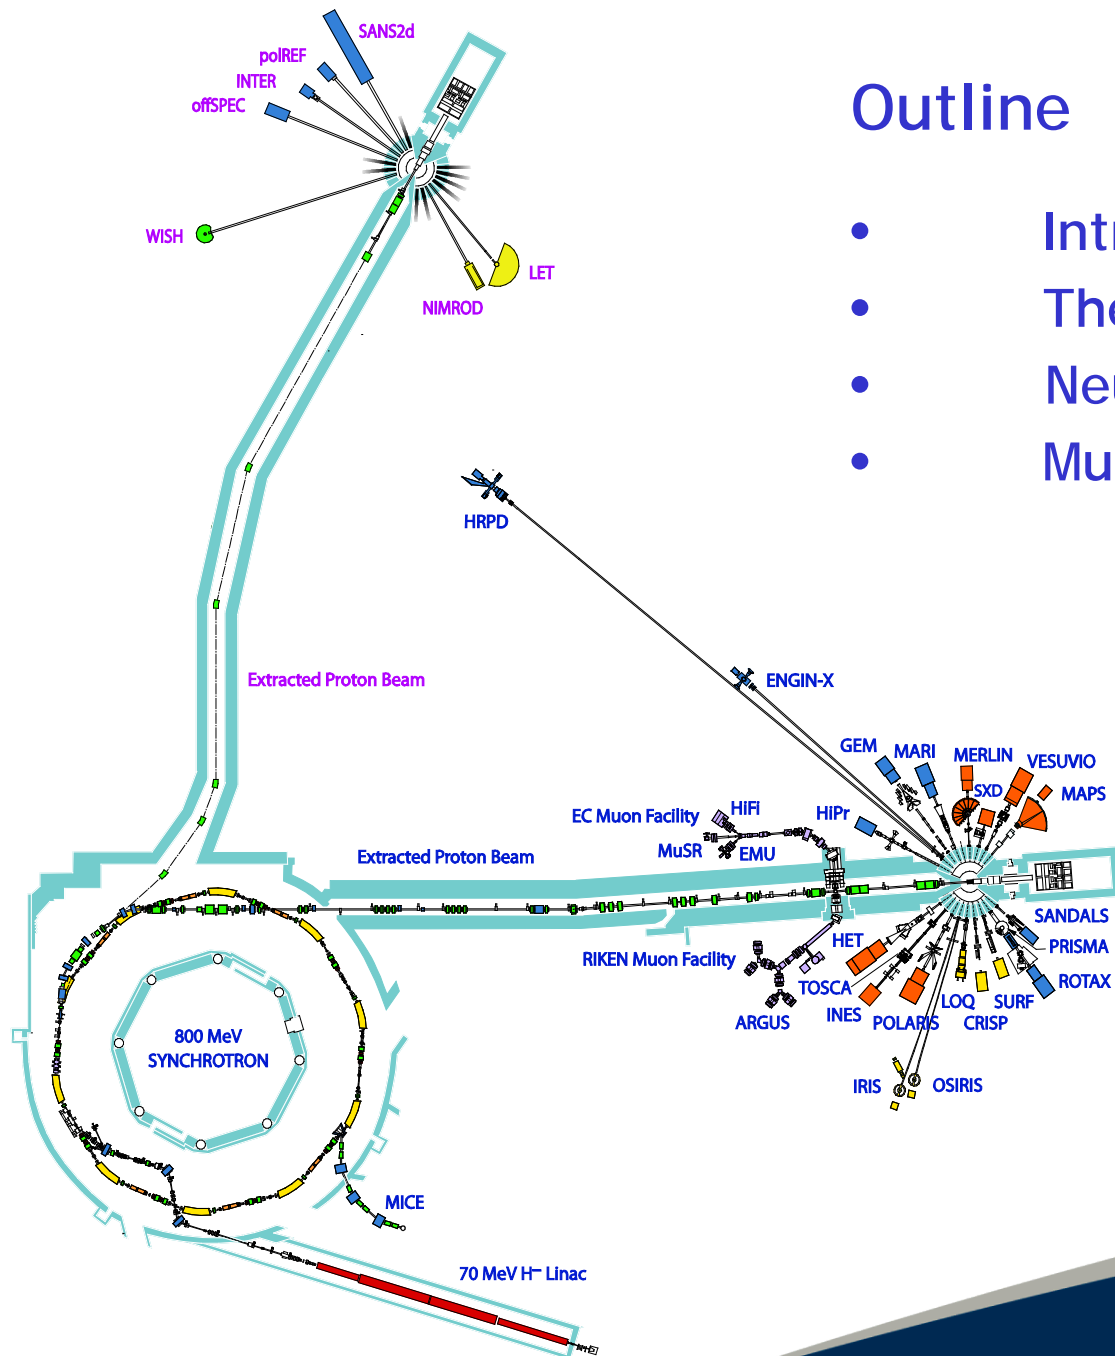 SANS2d
polREF
INTER
offSPEC
WISH
LET
NIMROD
Outline
•
•
The
•
•
HRPD
Extracted Proton Beam
ENGIN-X
GEM
MARI
MERLIN
VESUVIO
SXD
MAPS
HiPr
EC Muon Facility
HiFi
MuSR
EMU
Extracted Proton Beam
SANDALS
HET
PRISMA
RIKEN Muon Facility
TOSCA
ROTAX
INES
LOQ
SURF
ARGUS
POLARIS
CRISP
800 MeV
SYNCHROTRON
IRIS
OSIRIS
MICE
70 MeV H– Linac